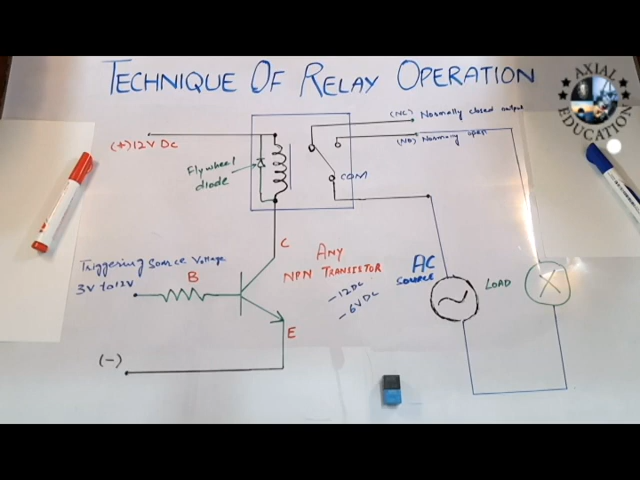 TECHNIQUE OF RELAY OPERATION
AXIAL EDUCATION
(NC) Normally closed output
(+) 12V DC
(NO) Normally open
Flywheel
diode
COM
C
ANY
NPN TRANSISTOR
-12DC
-6VDC
Triggering Source Voltage
3V to 12V
B
AC
SOURCE
LOAD
E
(-)